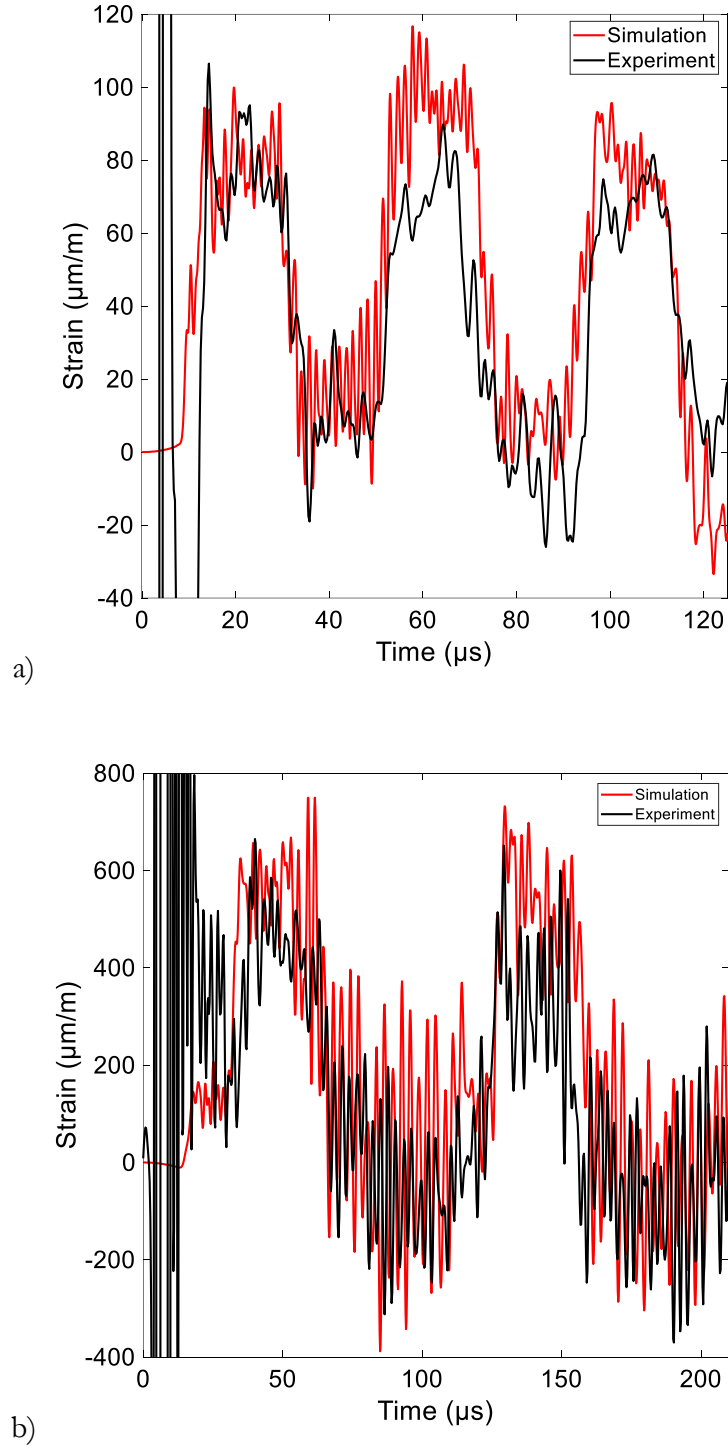 120
100
80
60
40
20
0
-20
-40
Strain (µm/m)
Simulation
Experiment
0 20 40 60 80 100 120
Time (µs)
a)
800
600
400
200
0
-200
-400
Strain (µm/m)
Simulation
Experiment
0 50 100 150 200
Time (µs)
b)